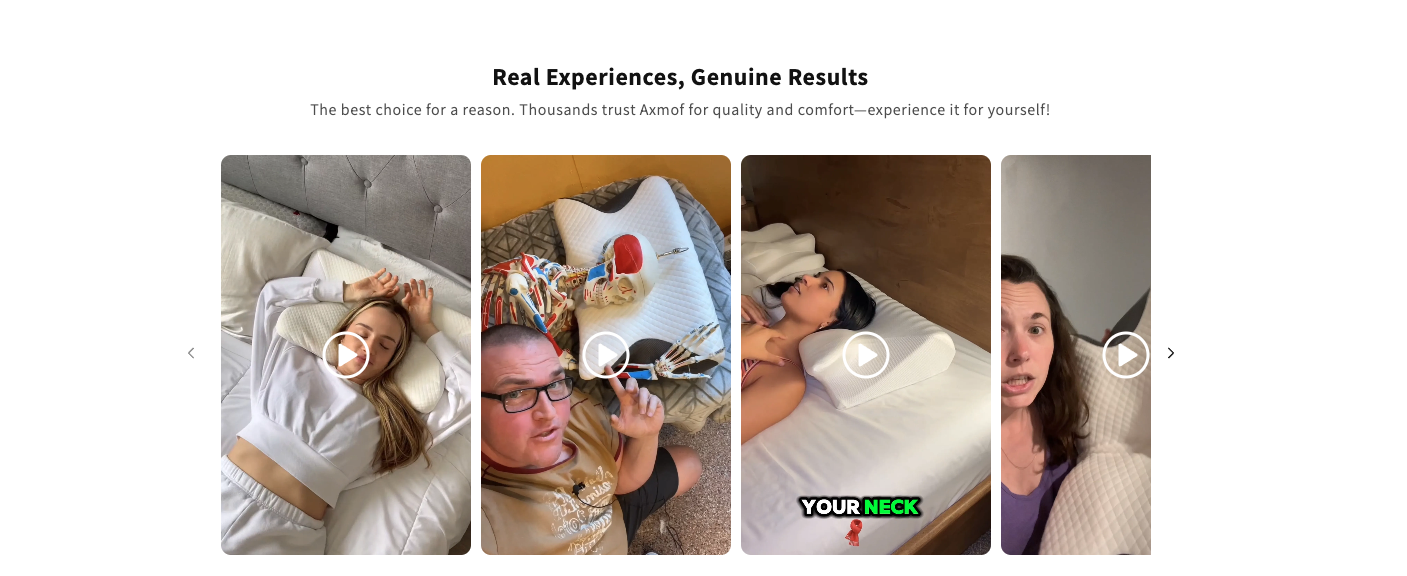 Real Experiences, Genuine Results
The best choice for a reason. Thousands trust Axmof for quality and comfort—experience it for yourself!
YOUR NECK